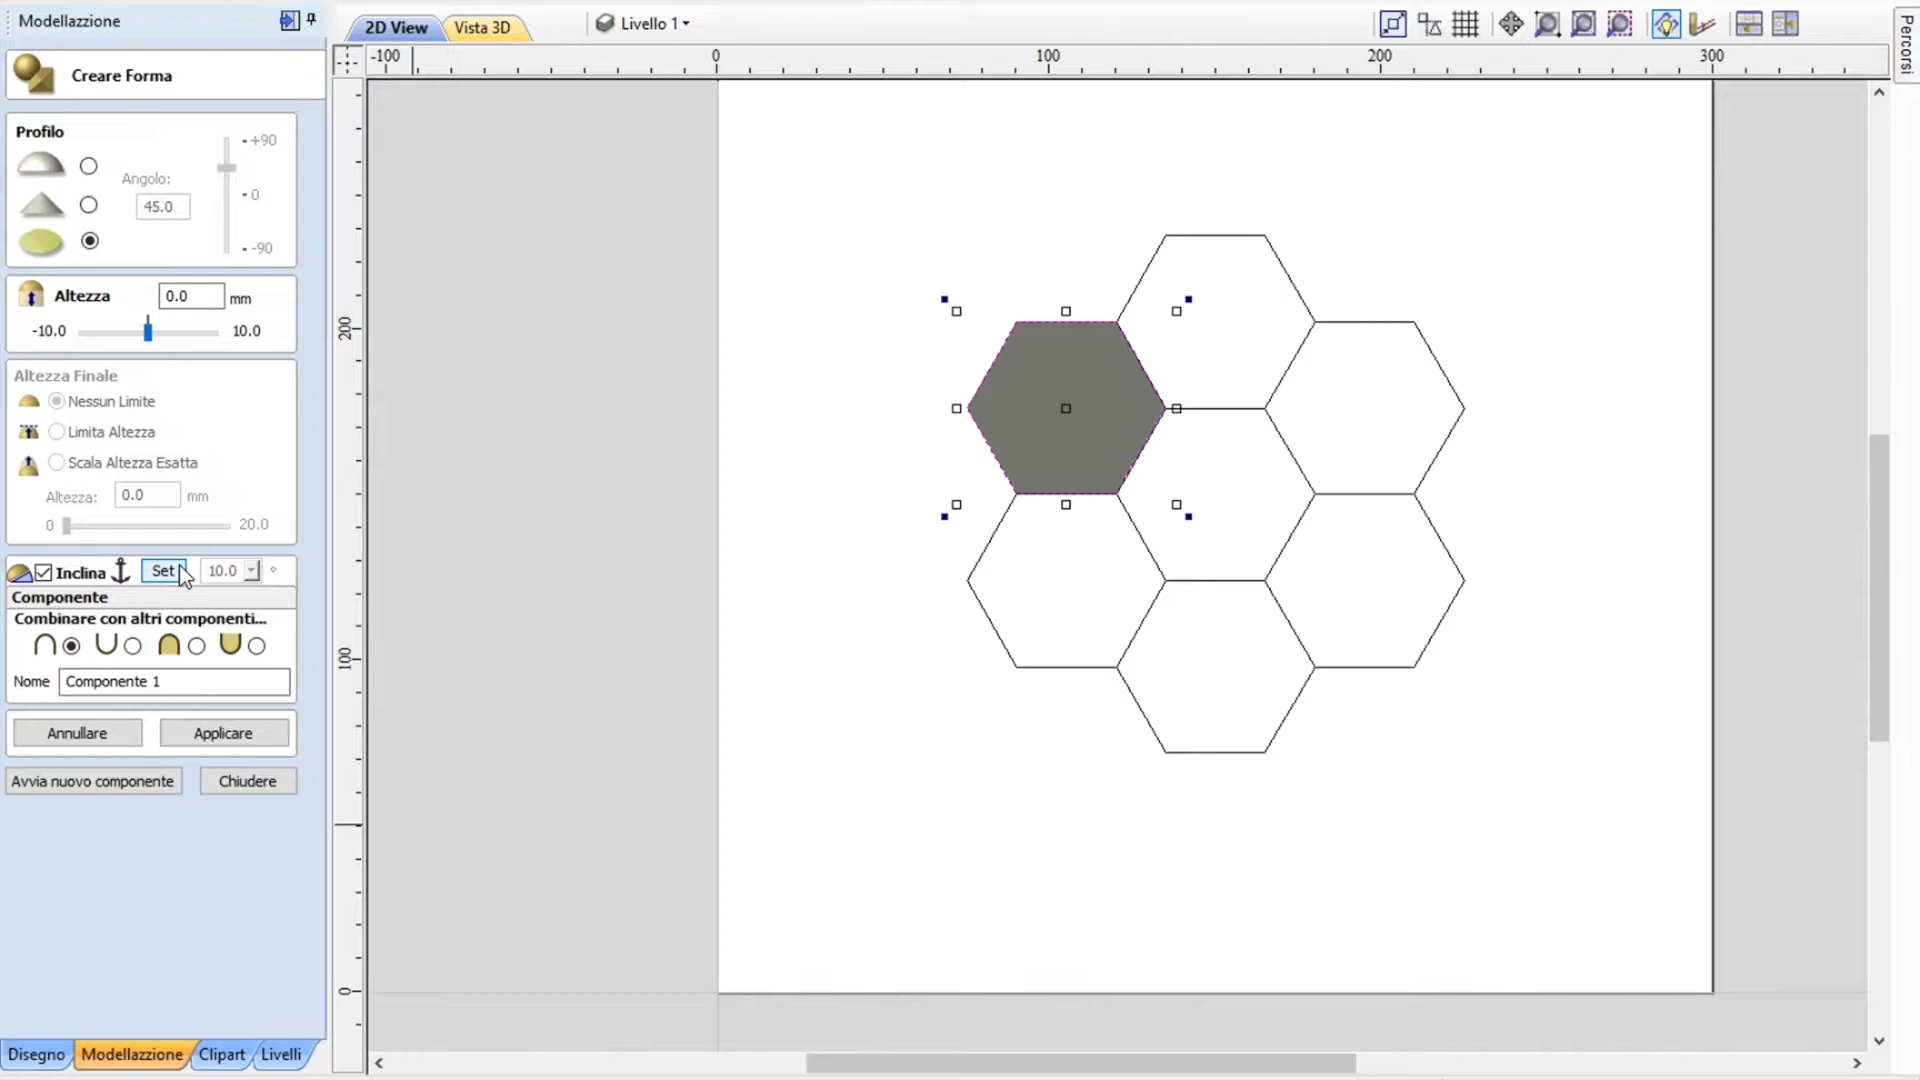 Modellazzione
Creare Forma
Profilo
+90
Angolo:
0
45.0
-90
Altezza 0.0 mm
-10.0 10.0
Altezza Finale
Nessun Limite
Limita Altezza
Scala Altezza Esatta
Altezza: 0.0 mm
0 20.0
Inclina Set 10.0 °
Componente
Combinare con altri componenti...
Nome Componente 1
Annullare Applicare
Avvia nuovo componente Chiudere
Disegno Modellazzione Clipart Livelli
2D View Vista 3D Livello 1
-100 0 100 200 300
200
100
0
Percorsi